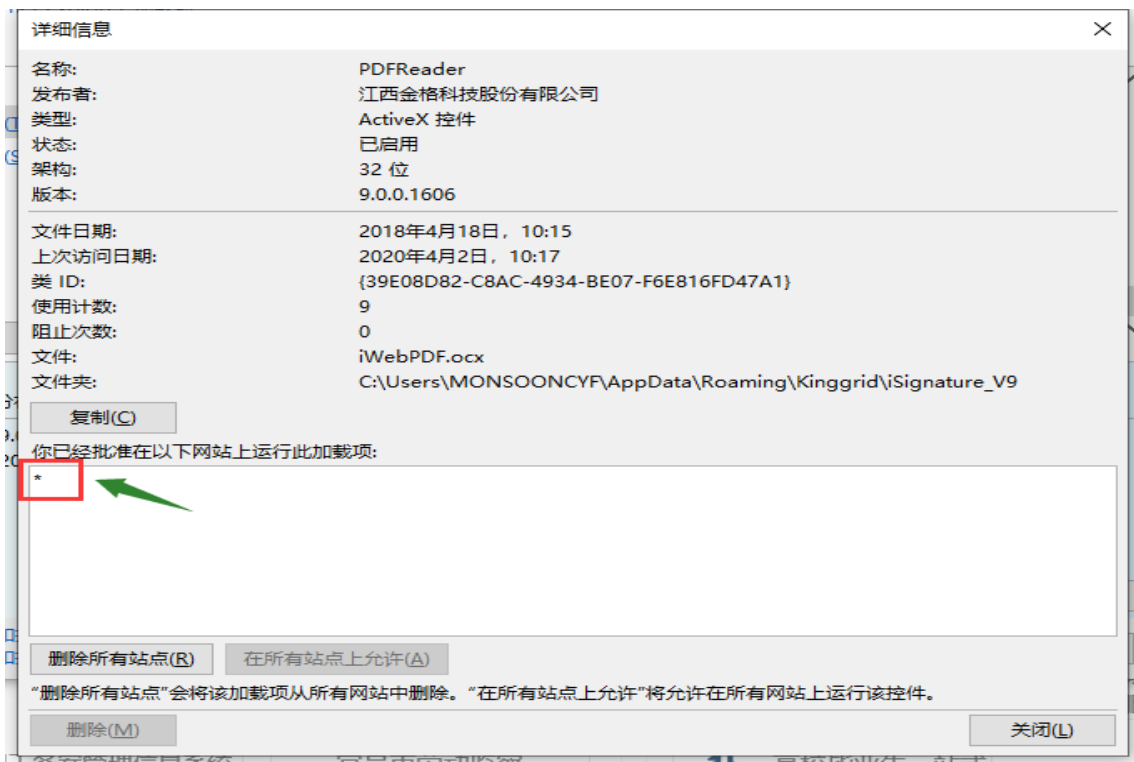 详细信息
名称: PDFReader
发布者: 江西金格科技股份有限公司
类型: ActiveX 控件
状态: 已启用
架构: 32 位
版本: 9.0.0.1606
文件日期: 2018年4月18日，10:15
上次访问日期: 2020年4月2日，10:17
类 ID: {39E08D82-C8AC-4934-BE07-F6E816FD47A1}
使用计数: 9
阻止次数: 0
文件: iWebPDF.ocx
文件夹: C:\Users\MONSOONCYF\AppData\Roaming\Kinggrid\iSignature_V9
复制(C)
你已经批准在以下网站上运行此加载项:
*
删除所有站点(R) 在所有站点上允许(A)
“删除所有站点”会将该加载项从所有网站中删除。“在所有站点上允许”将允许在所有网站上运行该控件。
删除(M) 关闭(L)